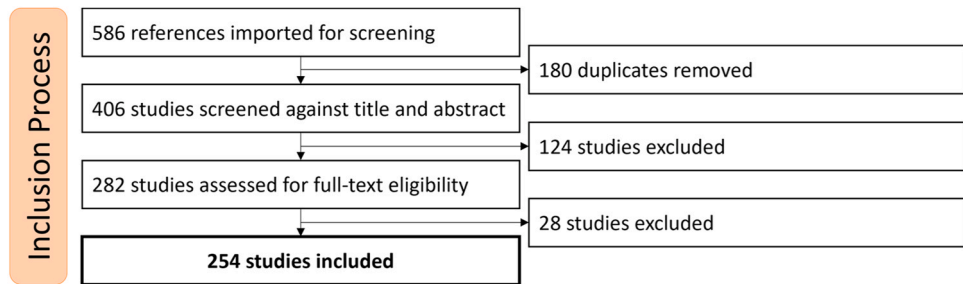 Inclusion Process
586 references imported for screening
180 duplicates removed
406 studies screened against title and abstract
124 studies excluded
282 studies assessed for full-text eligibility
28 studies excluded
254 studies included